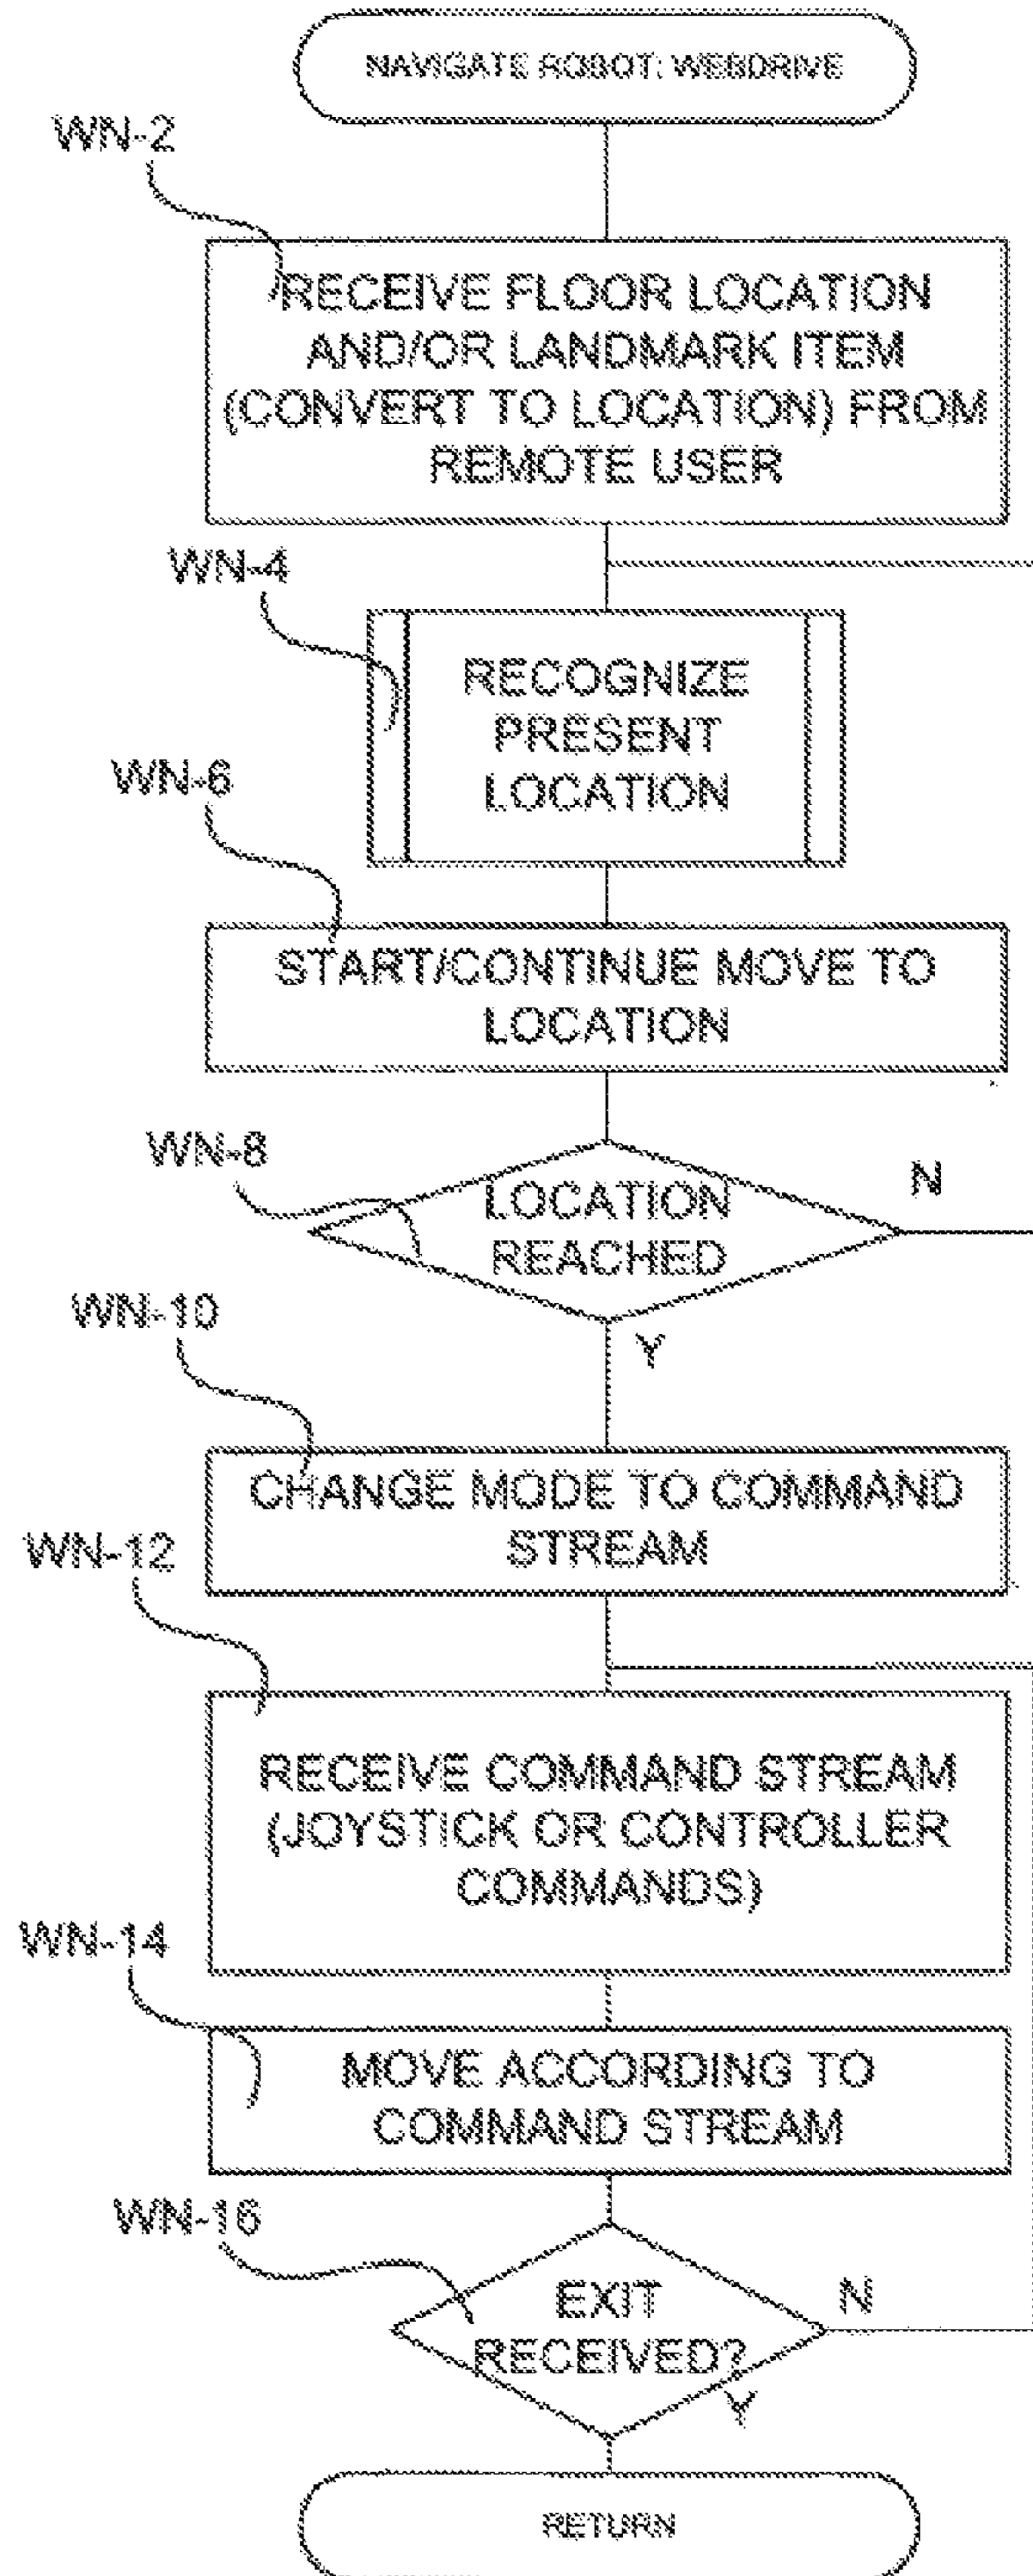 NAVIGATE ROBOT: WEBDRIVE
WN-2
RECEIVE FLOOR LOCATION
AND/OR LANDMARK ITEM
(CONVERT TO LOCATION) FROM
REMOTE USER
WN-4
RECOGNIZE
PRESENT
LOCATION
WN-6
START/CONTINUE MOVE TO
LOCATION
WN-8
LOCATION
REACHED
N
Y
WN-10
CHANGE MODE TO COMMAND
STREAM
WN-12
RECEIVE COMMAND STREAM
(JOYSTICK OR CONTROLLER
COMMANDS)
WN-14
MOVE ACCORDING TO
COMMAND STREAM
WN-16
EXIT
RECEIVED?
N
Y
RETURN